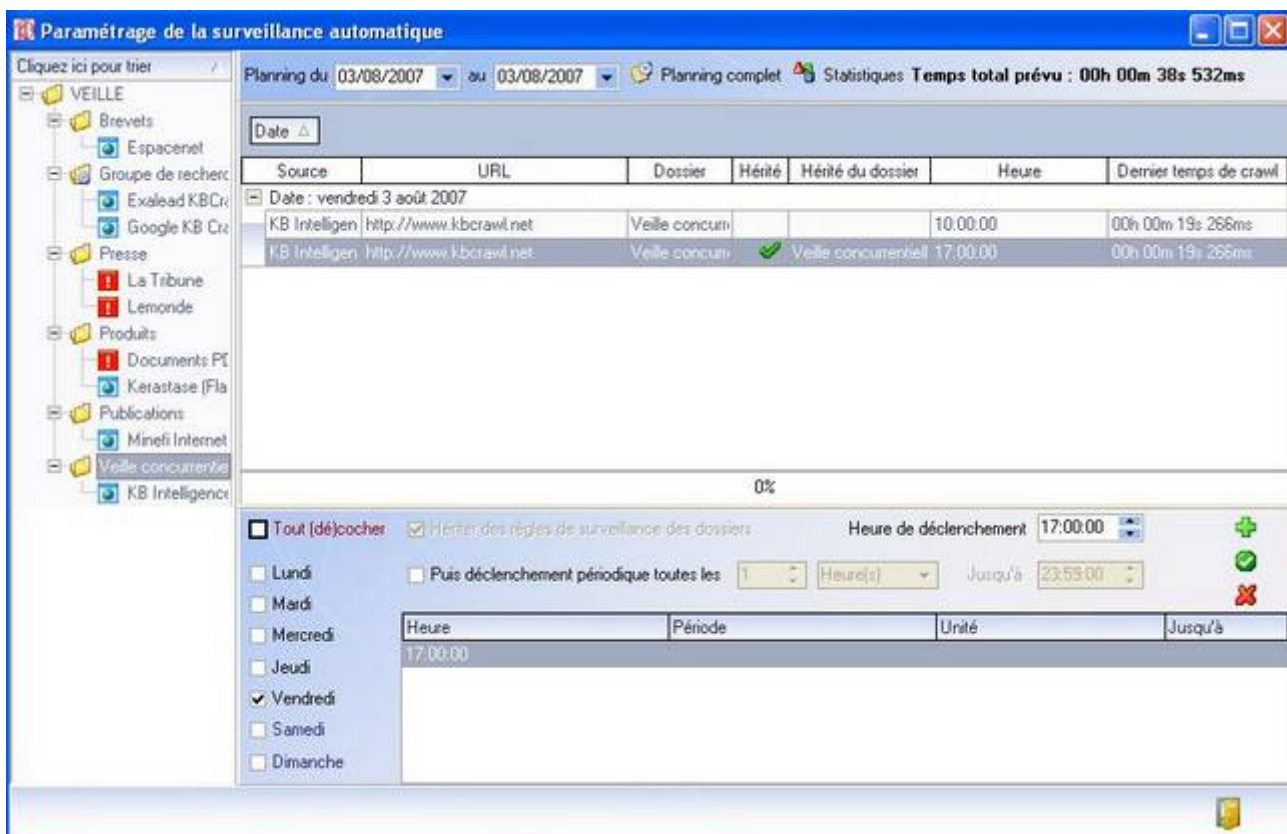 Paramétrage de la surveillance automatique
Cliquez ici pour trier
VEILLE
Brevets
Espacenet
Groupe de recherc
Exalead KBCr
Google KB Cra
Presse
La Tribune
Lemonde
Produits
Documents PD
Kerastase (Fla
Publications
Minefi Internet
Veille concurrentie
KB Intelligence
Planning du 03/08/2007 au 03/08/2007 Planning complet Statistiques Temps total prévu : 00h 00m 38s 532ms
Date
Source URL Dossier Hérité Hérité du dossier Heure Dernier temps de crawl
Date : vendredi 3 août 2007
KB Intelligen http://www.kbcrawl.net Veille concurr 10:00:00 00h 00m 19s 266ms
KB Intelligen http://www.kbcrawl.net Veille concurr Veille concurrentiell 17:00:00 00h 00m 19s 266ms
0%
Tout (dé)cocher Hériter des règles de surveillance des dossiers Heure de déclenchement 17:00:00
Lundi Puis déclenchement périodique toutes les 1 Heure(s) Jusqu'à 23:59:00
Mardi
Mercredi
Jeudi
Vendredi
Samedi
Dimanche
Heure Période Unité Jusqu'à
17:00:00